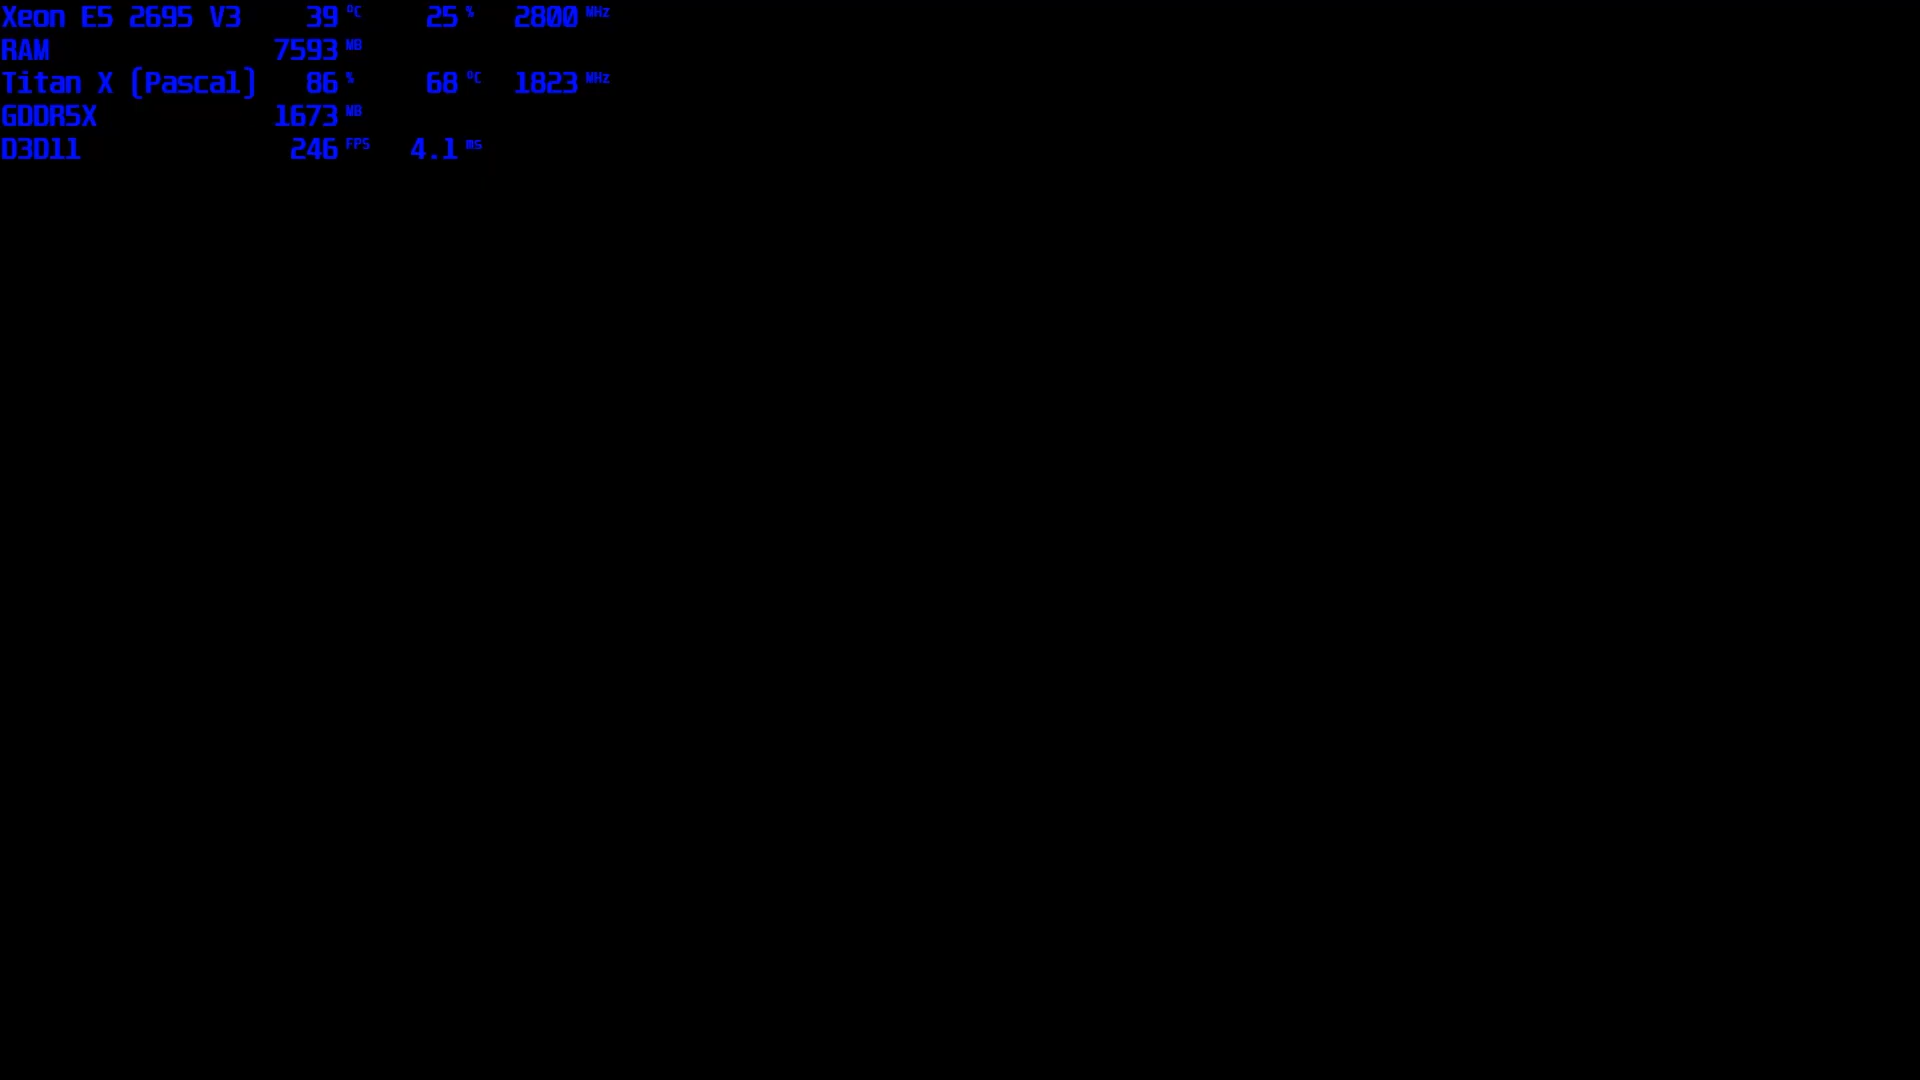 Xeon E5 2695 V3 39 °C 25 % 2800 MHz
RAM 7593 MB
Titan X (Pascal) 86 % 68 °C 1823 MHz
GDDR5X 1673 MB
D3D11 246 FPS 4.1 ms